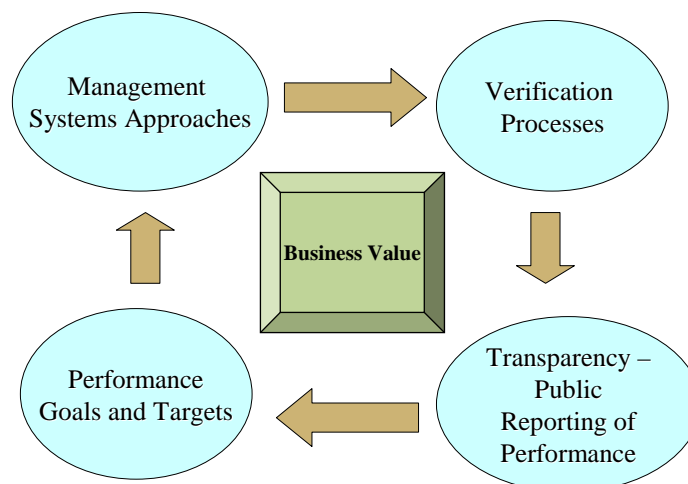 Management
Systems Approaches
Verification
Processes
Business Value
Performance
Goals and Targets
Transparency –
Public
Reporting of
Performance